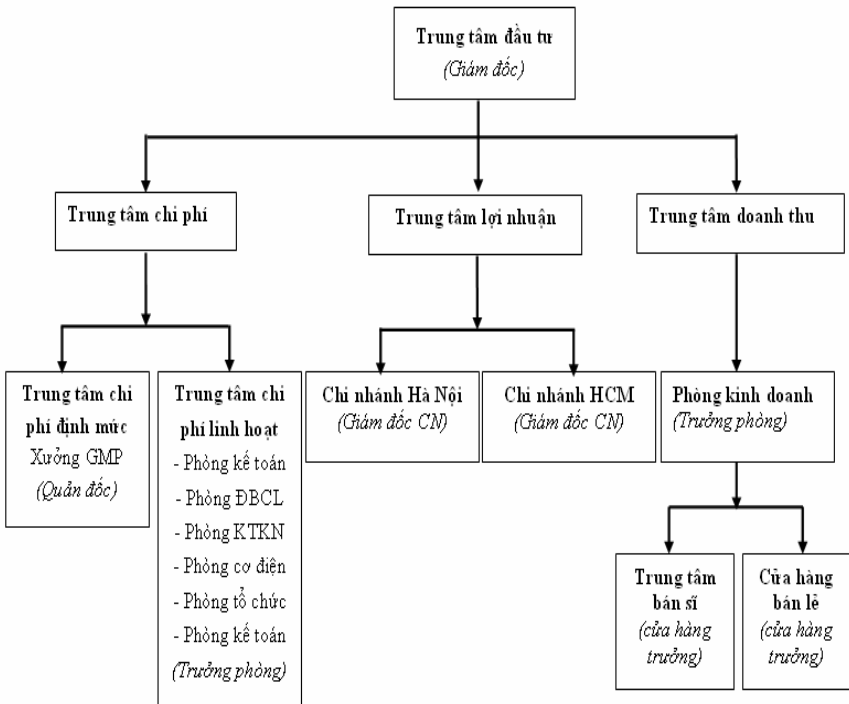 Trung tâm đầu tư
(Giám đốc)
Trung tâm chi phí
Trung tâm lợi nhuận
Trung tâm doanh thu
Trung tâm chi
phí định mức
Xưởng GMP
(Quản đốc)
Trung tâm chi
phí linh hoạt
- Phòng kế toán
- Phòng ĐBCL
- Phòng KTKN
- Phòng cơ điện
- Phòng tổ chức
- Phòng kế toán
(Trưởng phòng)
Chi nhánh Hà Nội
(Giám đốc CN)
Chi nhánh HCM
(Giám đốc CN)
Phòng kinh doanh
(Trưởng phòng)
Trung tâm
bán sĩ
(cửa hàng
trưởng)
Cửa hàng
bán lẻ
(cửa hàng
trưởng)